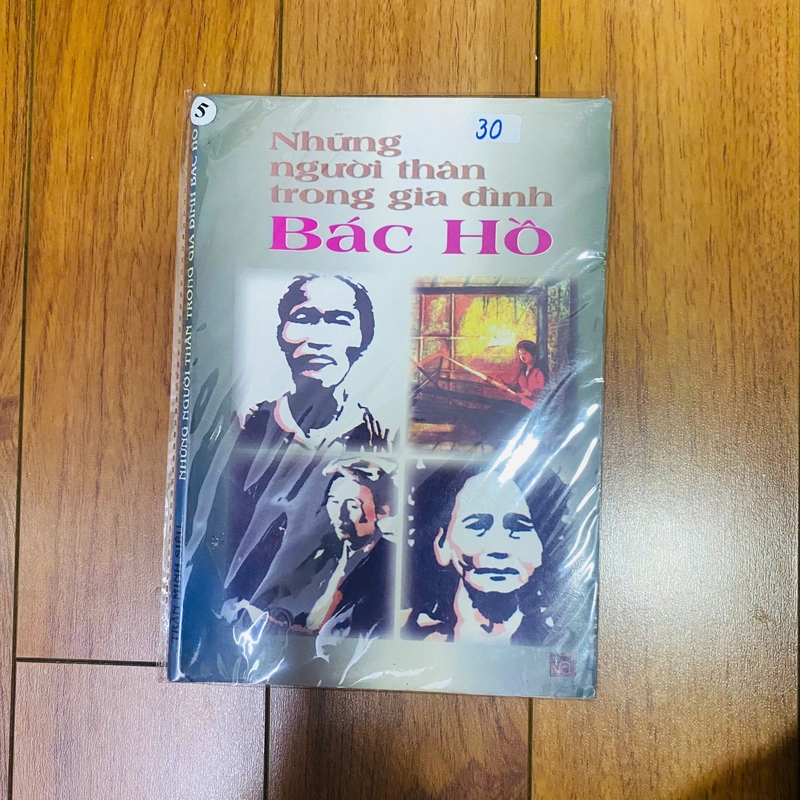 5
30
Những
người thân
trong gia đình
BÁC HỒ
TRẦN MINH SIÊU
NHỮNG NGƯỜI THÂN TRONG GIA ĐÌNH BÁC HỒ